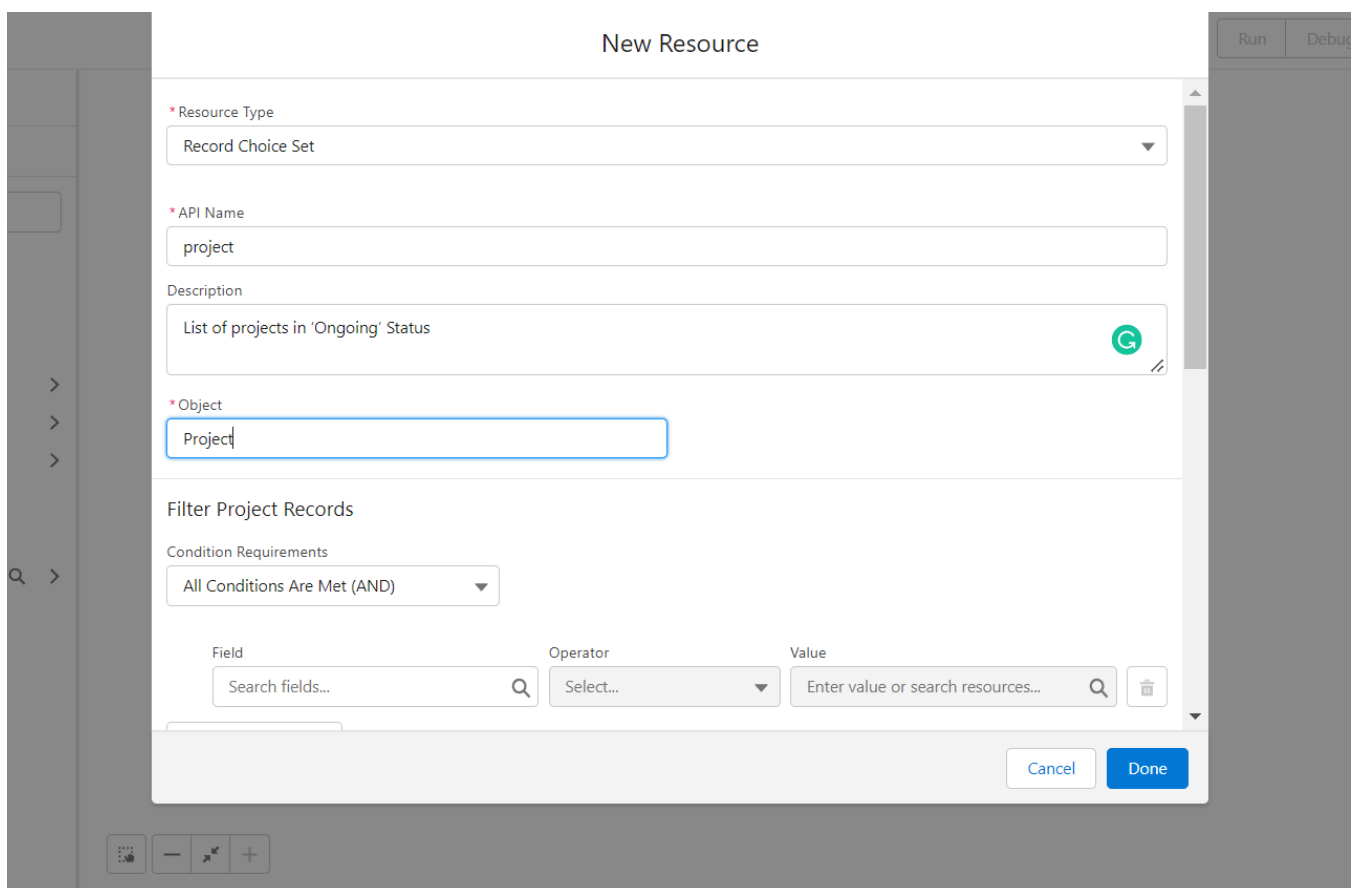 New Resource
Run
Debug
* Resource Type
Record Choice Set
* API Name
project
Description
List of projects in ‘Ongoing’ Status
* Object
Project
Filter Project Records
Condition Requirements
All Conditions Are Met (AND)
Field Operator Value
Search fields... Select... Enter value or search resources...
Cancel Done